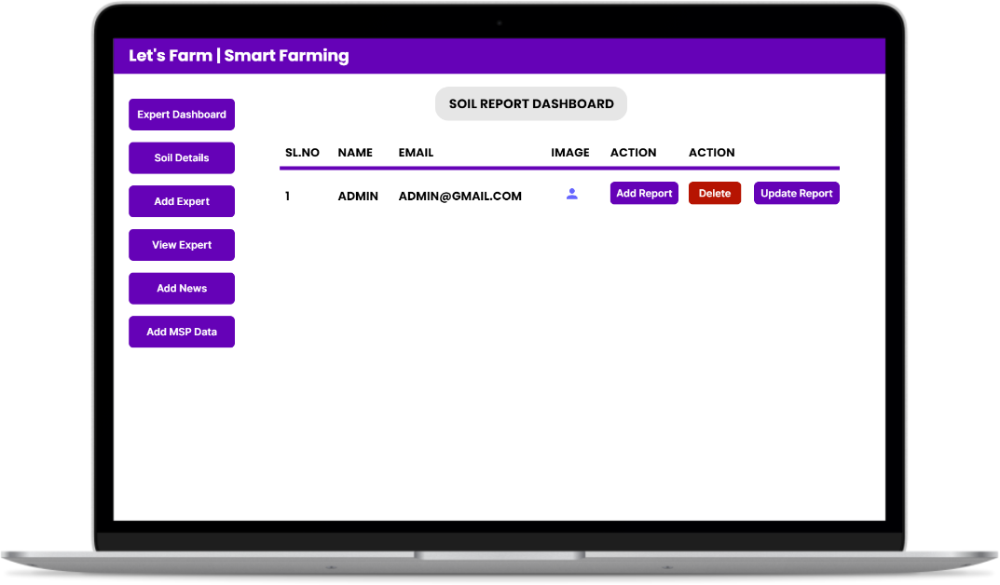 Let's Farm | Smart Farming
SOIL REPORT DASHBOARD
Expert Dashboard
Soil Details
Add Expert
View Expert
Add News
Add MSP Data
SL.NO NAME EMAIL IMAGE ACTION ACTION
1 ADMIN ADMIN@GMAIL.COM Add Report Delete Update Report